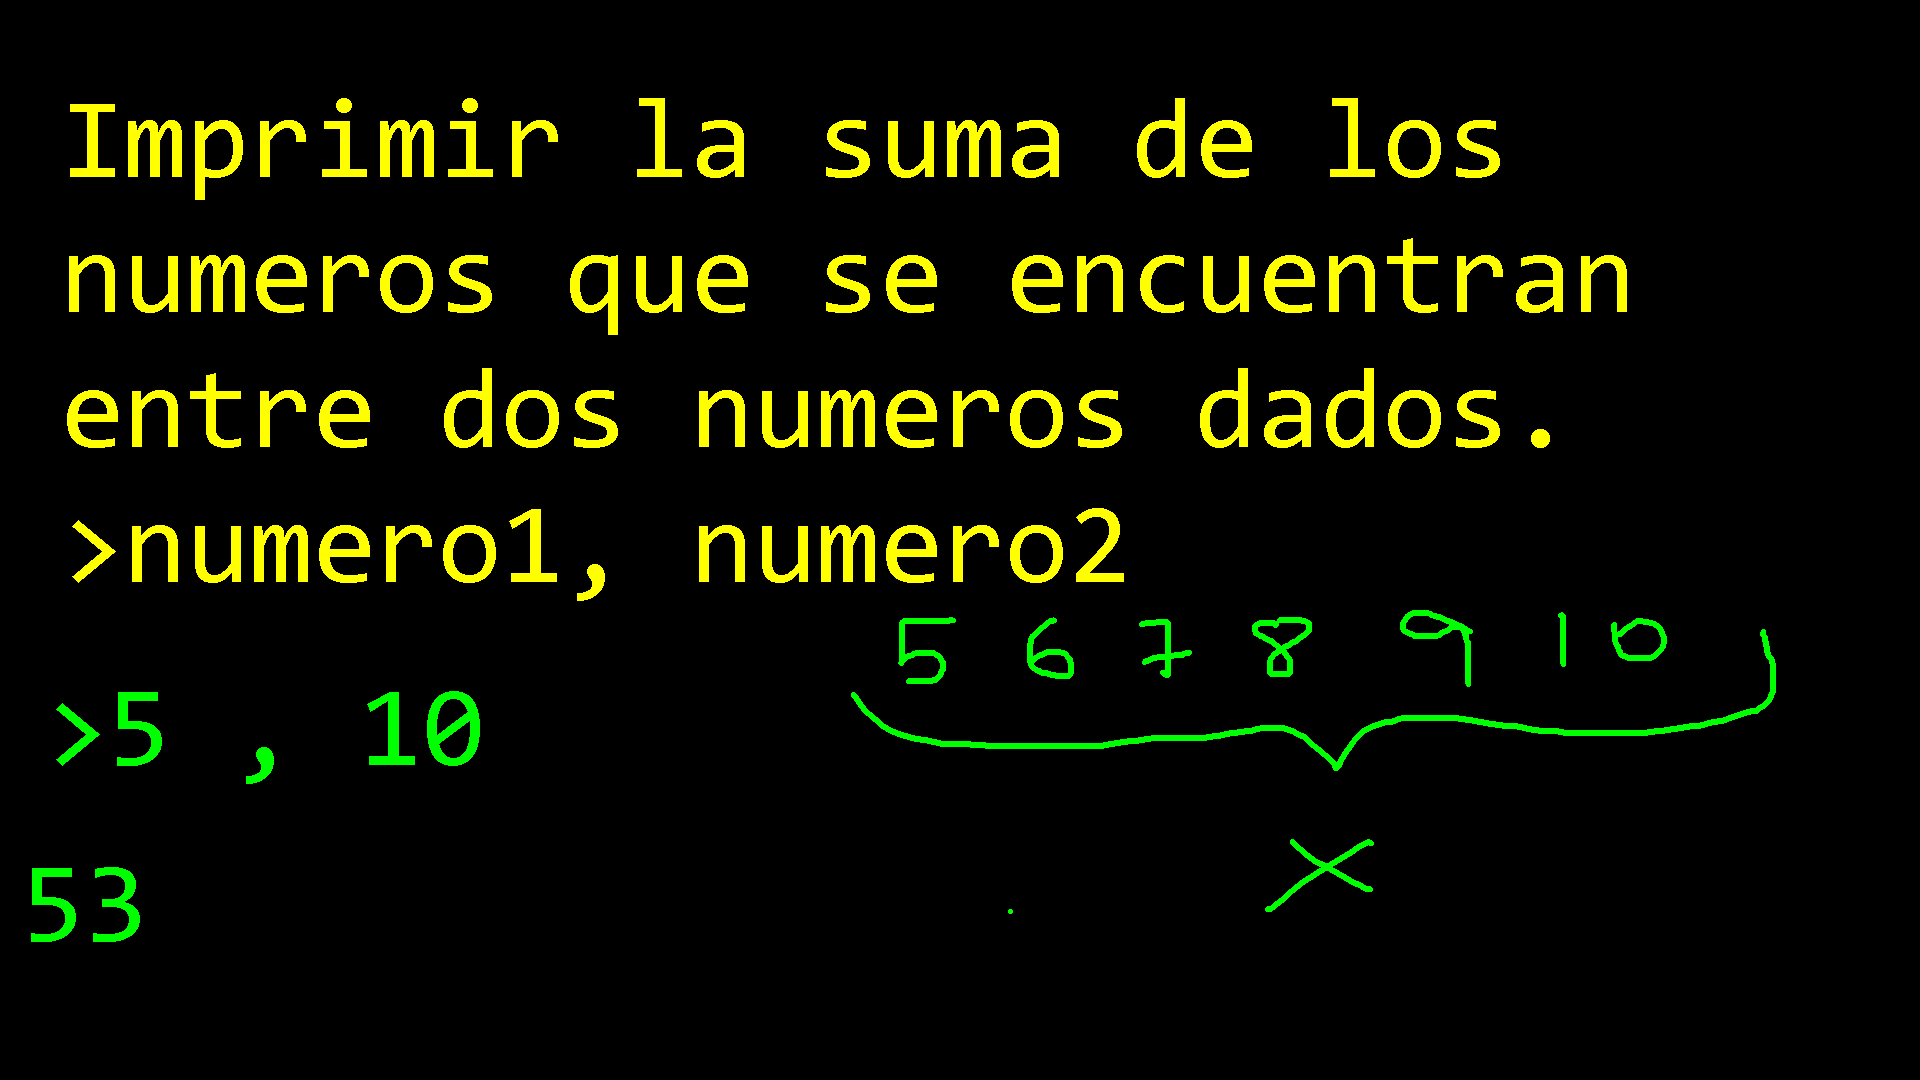 Imprimir la suma de los
numeros que se encuentran
entre dos numeros dados.
>numero1, numero2
5 6 7 8 9 10
>5 , 10
x
53